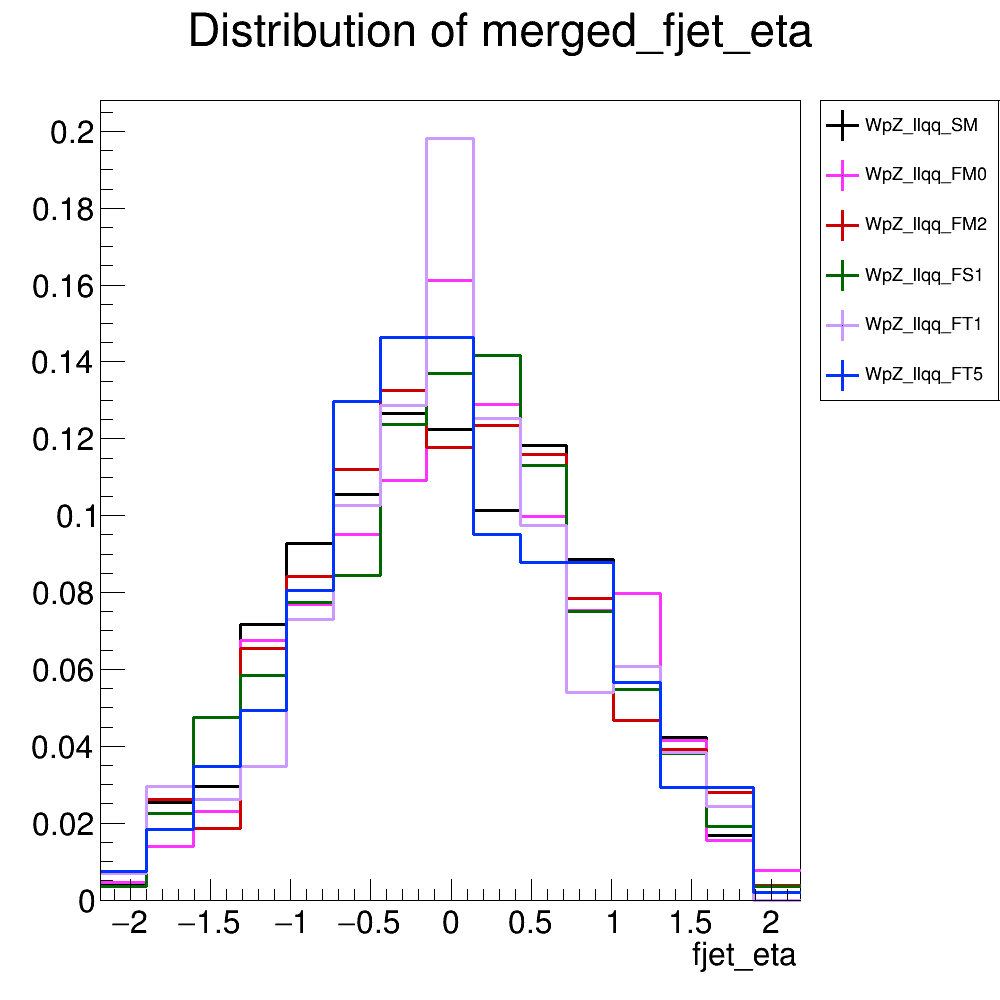 Distribution of merged_fjet_eta
WpZ_llqq_SM
WpZ_llqq_FM0
WpZ_llqq_FM2
WpZ_llqq_FS1
WpZ_llqq_FT1
WpZ_llqq_FT5
0.2
0.18
0.16
0.14
0.12
0.1
0.08
0.06
0.04
0.02
0
−2 −1.5 −1 −0.5 0 0.5 1 1.5 2
fjet_eta